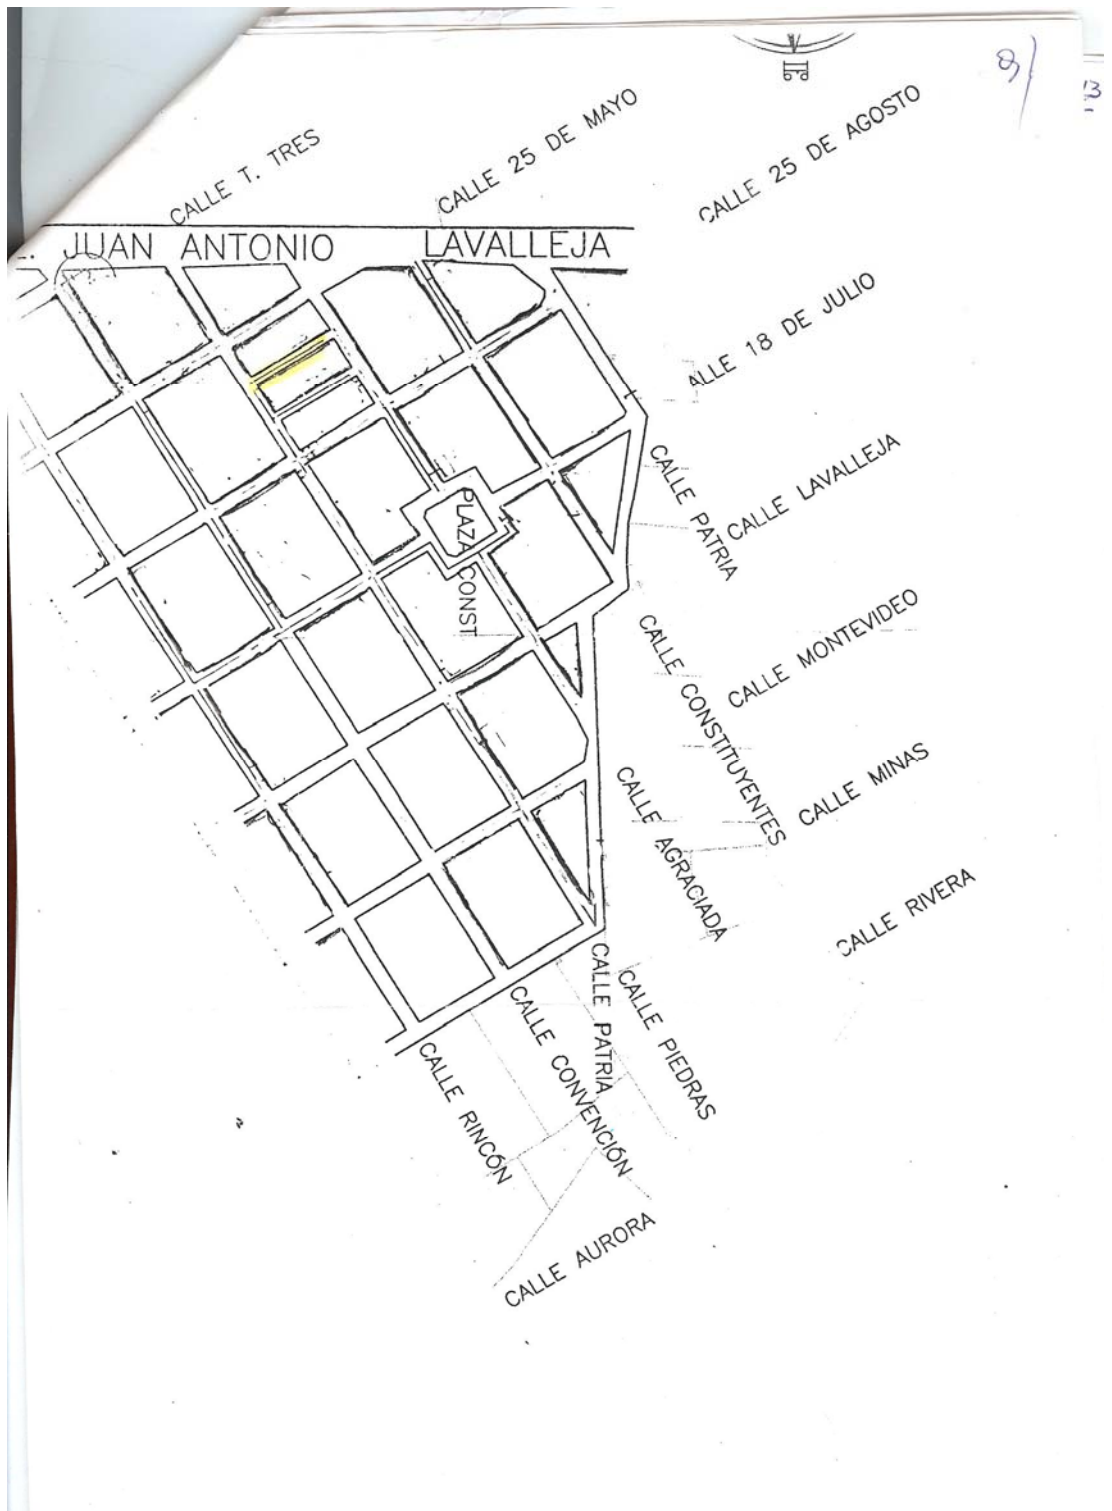 CALLE T. TRES
CALLE 25 DE MAYO
CALLE 25 DE AGOSTO
JUAN ANTONIO LAVALLEJA
ALLE 18 DE JULIO
CALLE LAVALLEJA
CALLE PATRIA
PLAZA CONST
CALLE MONTEVIDEO
CALLE CONSTITUYENTES
CALLE MINAS
CALLE AGRACIADA
CALLE RIVERA
CALLE PATRIA
CALLE PIEDRAS
CALLE CONVENCIÓN
CALLE RINCÓN
CALLE AURORA